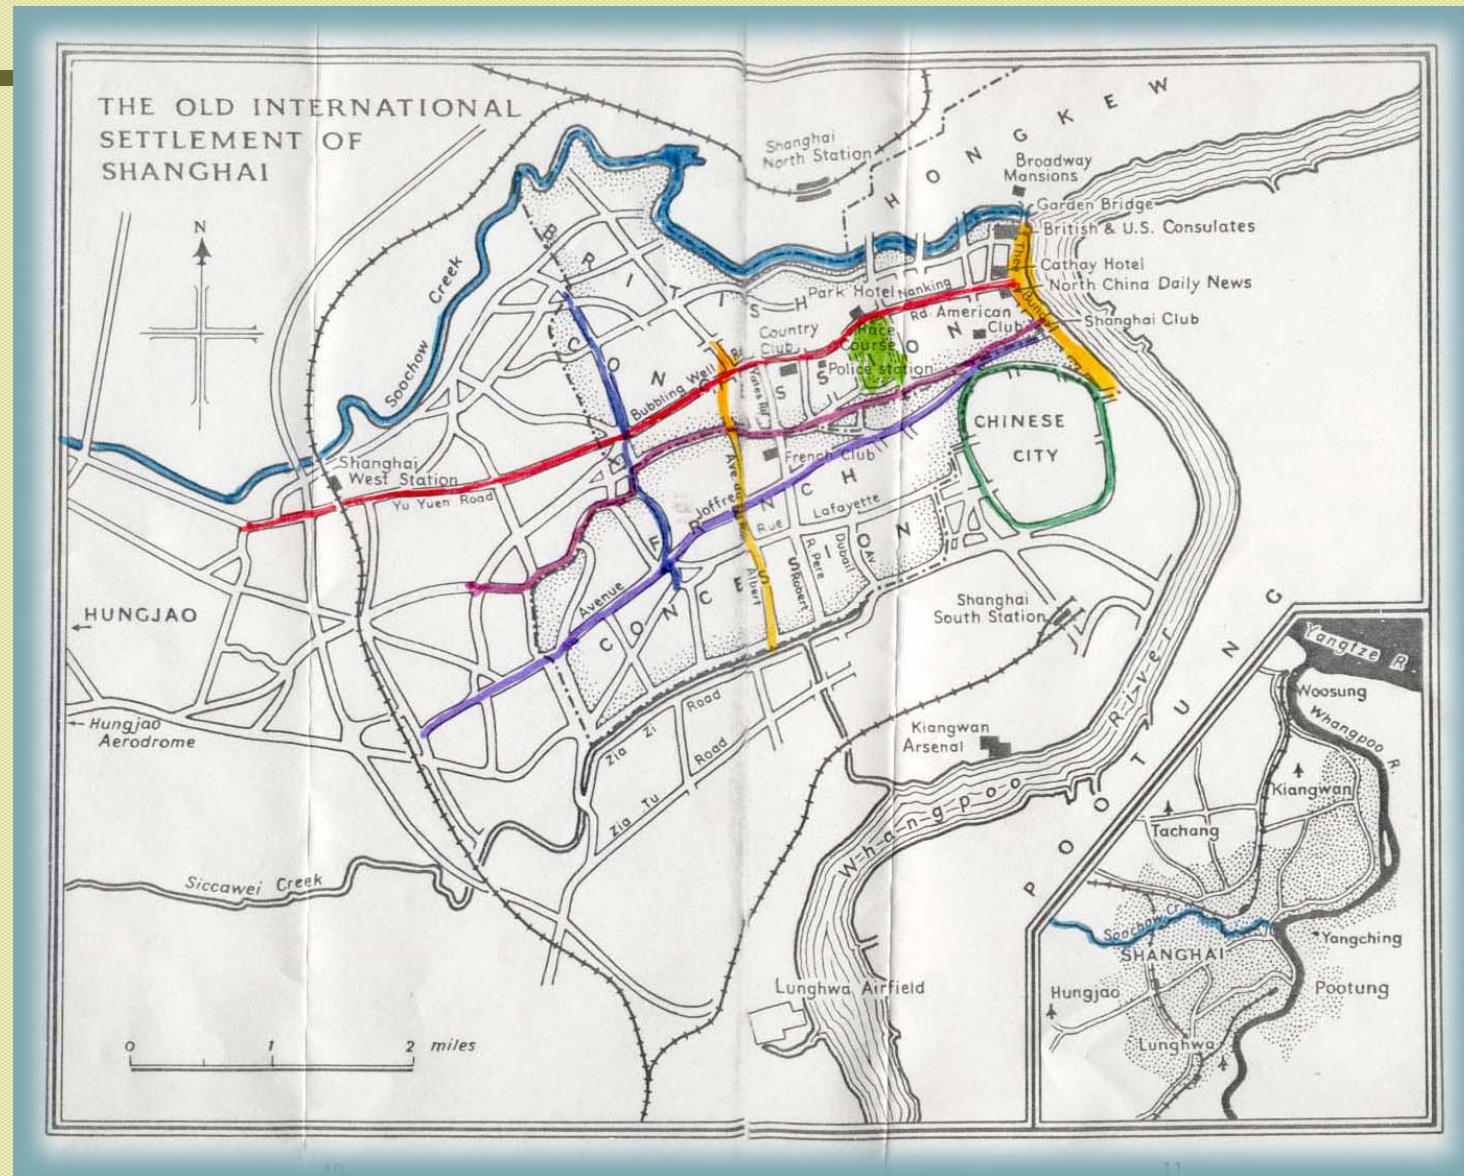 THE OLD INTERNATIONAL
SETTLEMENT OF
SHANGHAI
N
Soochow Creek
Shanghai
North Station
HONGKEW
Broadway
Mansions
Garden Bridge
British & U.S. Consulates
Cathay Hotel
North China Daily News
The Bund
Shanghai Club
Park Hotel
Nanking
Rd
American
Club
Race
Course
Police station
Country
Club
BRITISH
CONCESSION
Bubbling Well Rd
Yates Rd
CHINESE
CITY
Shanghai
West Station
Yu Yuen Road
French Club
FRENCH
CONCESSION
Avenue
Joffre
Rue
Lafayette
Albert
Robert
R. Pere
Dubail
Av.
HUNGJAO
Hungjao
Aerodrome
Shanghai
South Station
Kiangwan
Arsenal
Zia Zi Road
Zia Tu Road
Siccawei Creek
Whangpoo River
POOTUNG
Lunghwa Airfield
0 1 2 miles
Yangtze R
Woosung
Whangpoo R.
Kiangwan
Tachang
Soochow Cr
SHANGHAI
Yangching
Hungjao
Pootung
Lunghwa
10
11